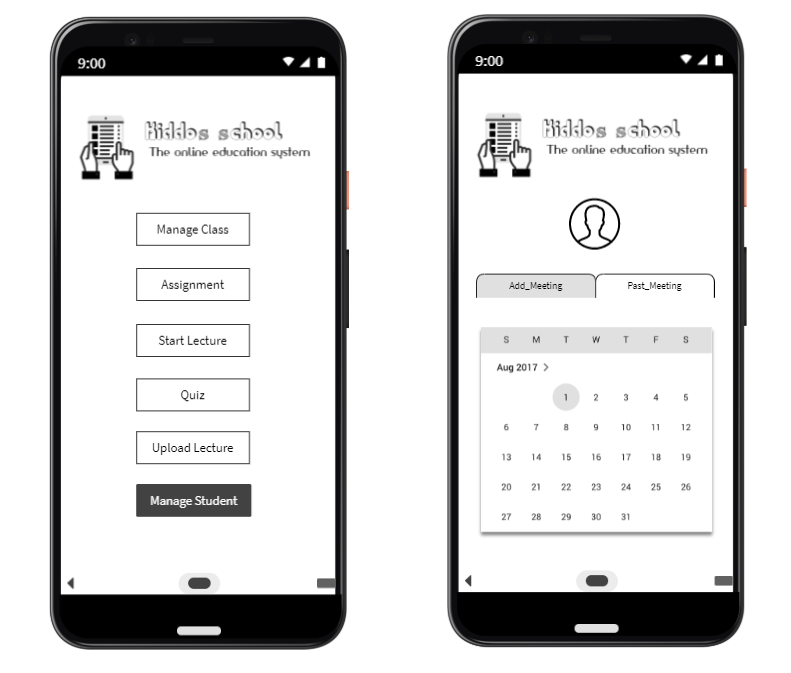 9:00
Kiddos school
The online education system
Manage Class
Assignment
Start Lecture
Quiz
Upload Lecture
Manage Student
9:00
Kiddos school
The online education system
Add_Meeting Past_Meeting
S M T W T F S
Aug 2017 >
1 2 3 4 5
6 7 8 9 10 11 12
13 14 15 16 17 18 19
20 21 22 23 24 25 26
27 28 29 30 31